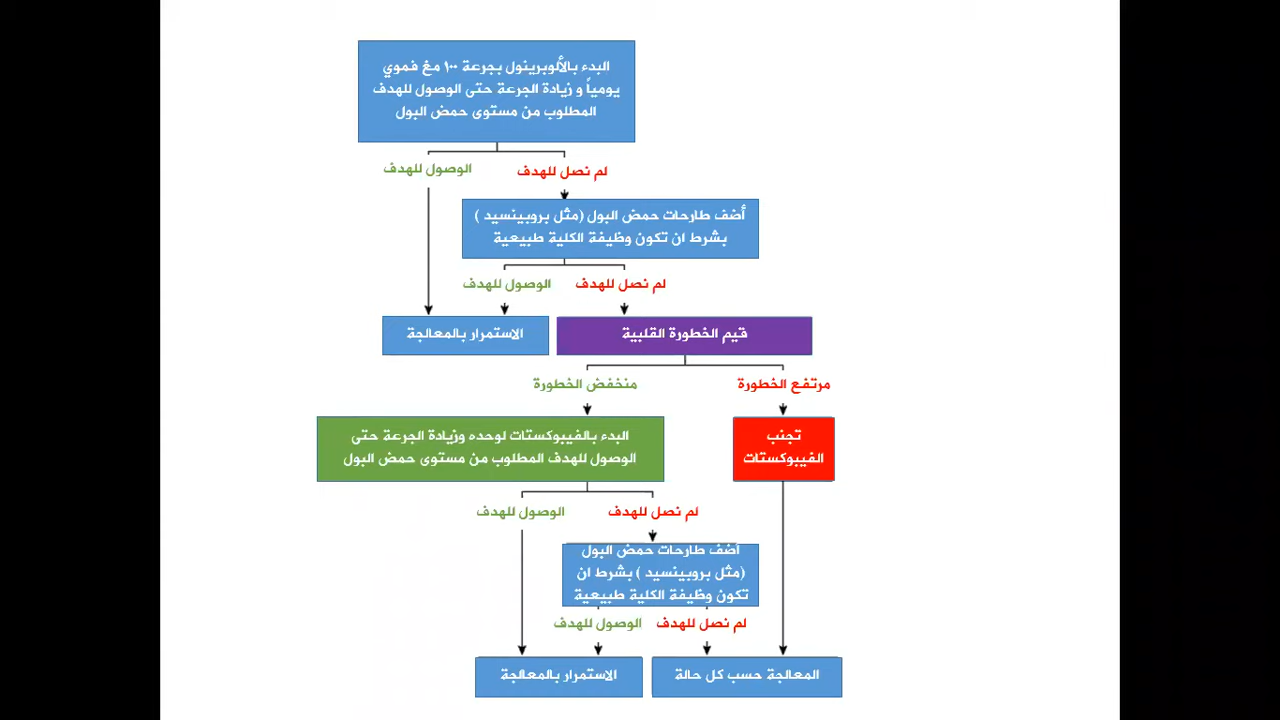 البدء بالألوبرينول بجرعة ١٠٠ مغ فموي
يومياً و زيادة الجرعة حتى الوصول للهدف
المطلوب من مستوى حمض البول
لم نصل للهدف
الوصول للهدف
أضف طارحات حمض البول (مثل بروبينسيد )
بشرط ان تكون وظيفة الكلية طبيعية
لم نصل للهدف
الوصول للهدف
قيم الخطورة القلبية
الاستمرار بالمعالجة
مرتفع الخطورة
منخفض الخطورة
تجنب
الفيبوكستات
البدء بالفيبوكستات لوحده وزيادة الجرعة حتى
الوصول للهدف المطلوب من مستوى حمض البول
لم نصل للهدف
الوصول للهدف
أضف طارحات حمض البول
(مثل بروبينسيد ) بشرط ان
تكون وظيفة الكلية طبيعية
لم نصل للهدف
الوصول للهدف
المعالجة حسب كل حالة
الاستمرار بالمعالجة